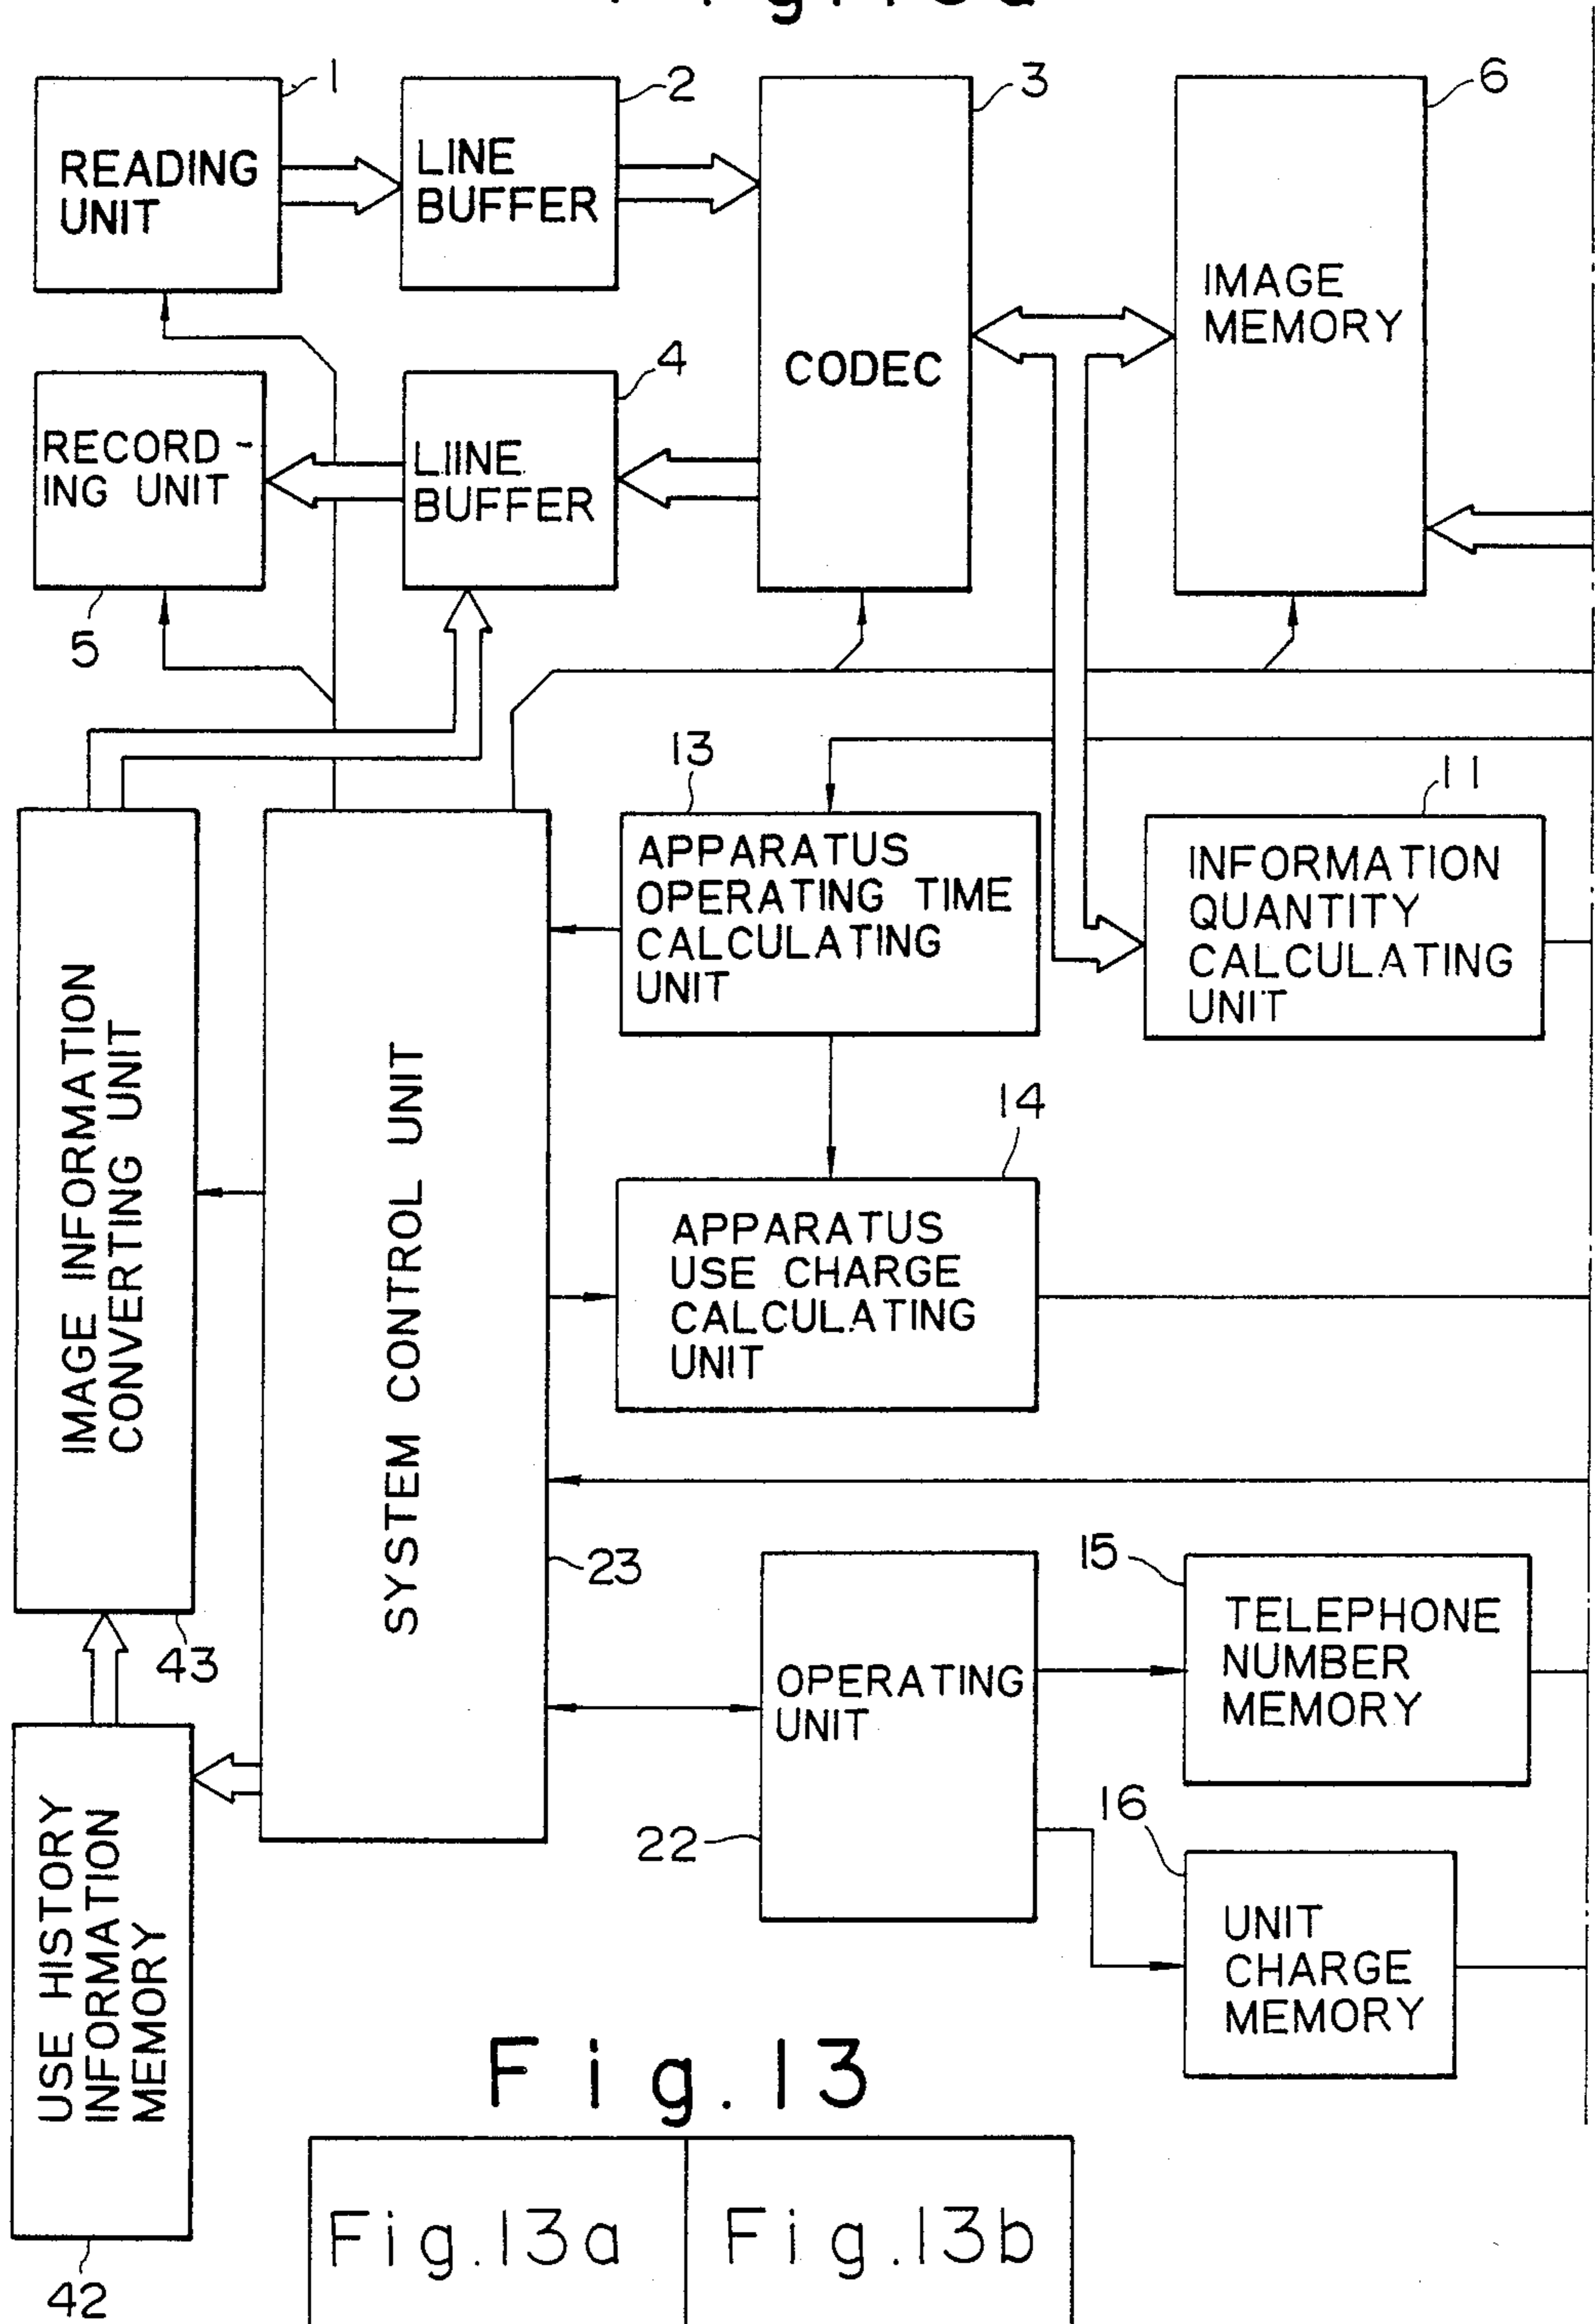 1
READING
UNIT
2
LINE
BUFFER
3
CODEC
6
IMAGE
MEMORY
RECORD-
ING UNIT
5
4
LIINE
BUFFER
13
APPARATUS
OPERATING TIME
CALCULATING
UNIT
11
INFORMATION
QUANTITY
CALCULATING
UNIT
IMAGE INFORMATION
CONVERTING UNIT
43
SYSTEM CONTROL UNIT
23
14
APPARATUS
USE CHARGE
CALCULATING
UNIT
OPERATING
UNIT
22
15
TELEPHONE
NUMBER
MEMORY
16
UNIT
CHARGE
MEMORY
USE HISTORY
INFORMATION
MEMORY
42
Fig.13
Fig.13a
Fig.13b